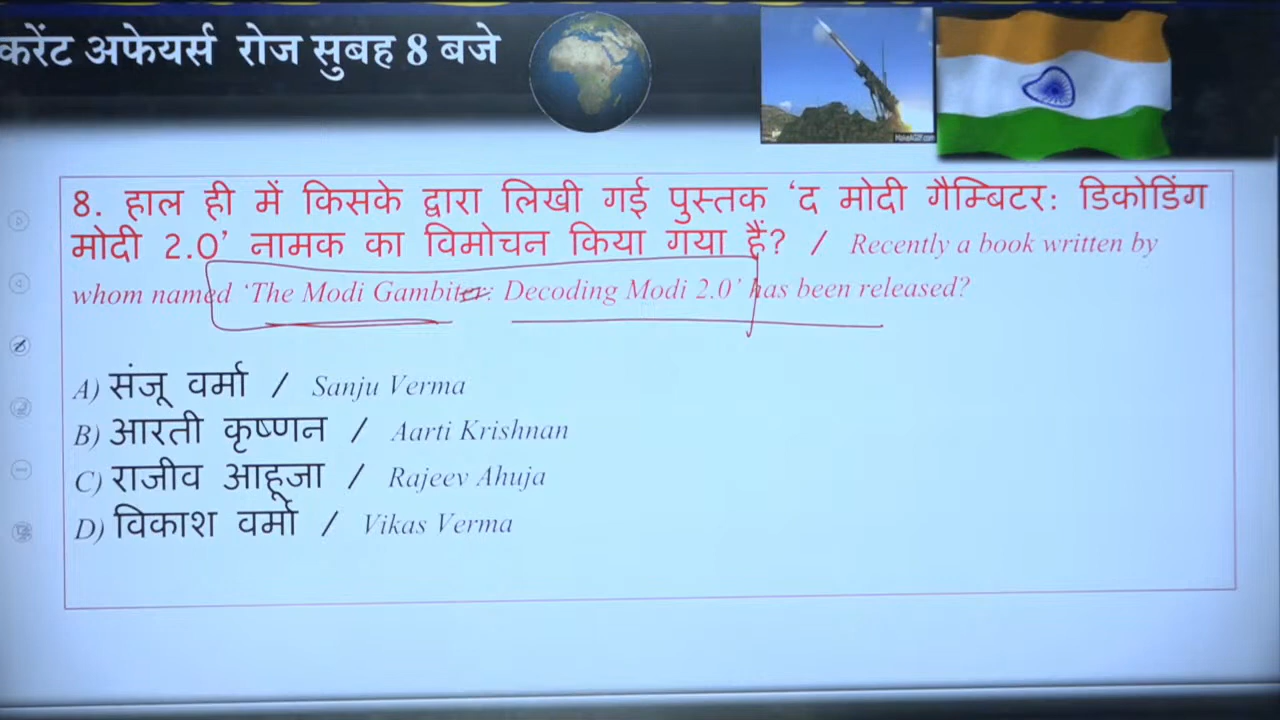 करेंट अफेयर्स रोज सुबह 8 बजे
8. हाल ही में किसके द्वारा लिखी गई पुस्तक ‘द मोदी गैम्बिटर: डिकोडिंग
मोदी 2.0’ नामक का विमोचन किया गया हैं? / Recently a book written by
whom named ‘The Modi Gambiter: Decoding Modi 2.0’ has been released?
A) संजू वर्मा / Sanju Verma
B) आरती कृष्णन / Aarti Krishnan
C) राजीव आहूजा / Rajeev Ahuja
D) विकाश वर्मा / Vikas Verma